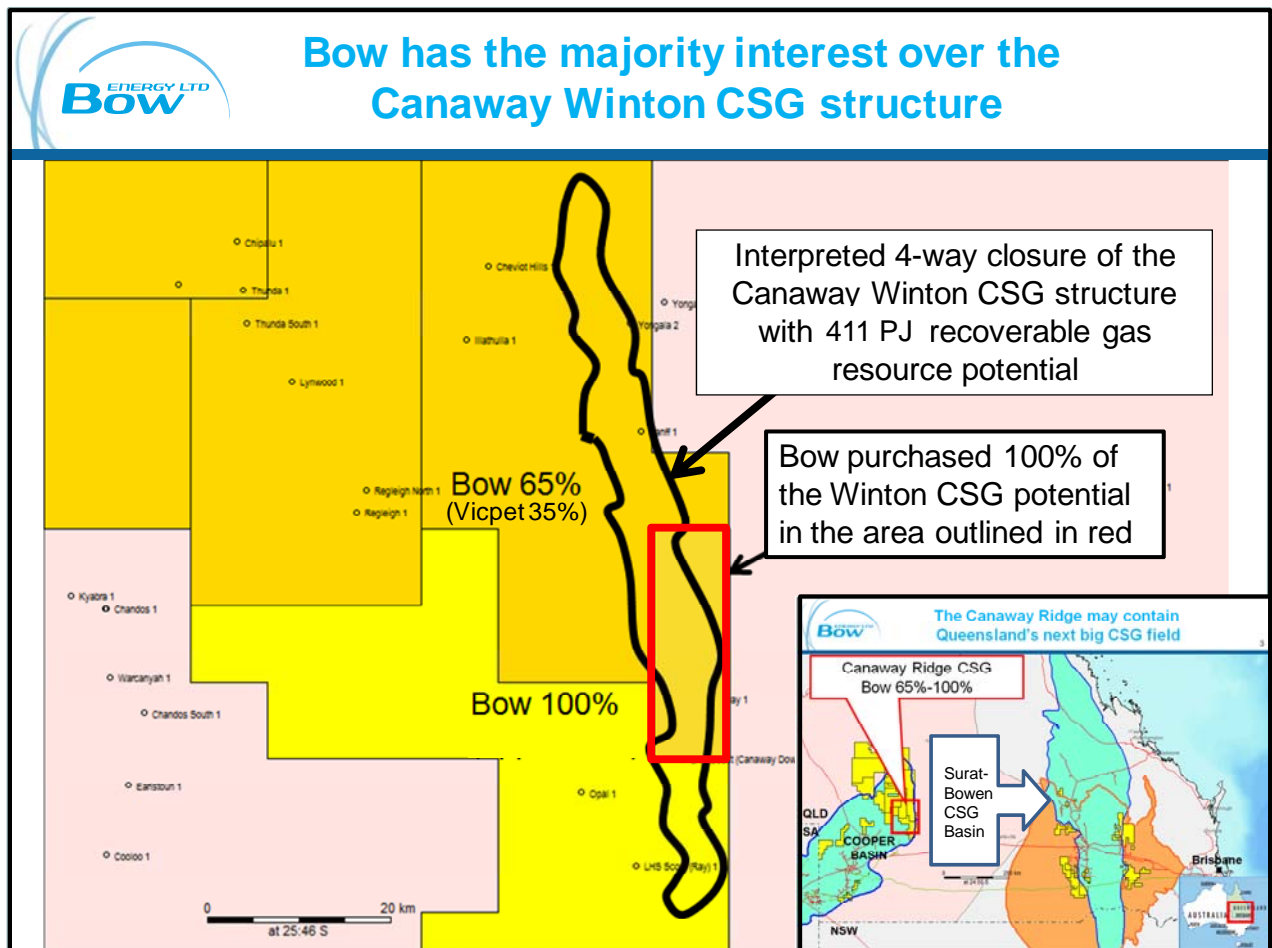 Bow has the majority interest over the
Canaway Winton CSG structure
BOW ENERGY LTD
Chipalu 1
Thunda 1
Thunda South 1
Lynwood 1
Cheviot Hills 1
Illathulla 1
Yongala 2
Interpreted 4-way closure of the
Canaway Winton CSG structure
with 411 PJ recoverable gas
resource potential
Bow purchased 100% of
the Winton CSG potential
in the area outlined in red
Regleigh North 1
Regleigh 1
Bow 65%
(Vicpet 35%)
Kyabra 1
Chandos 1
Warcanyah 1
Chandos South 1
Bow 100%
Opal 1
Cooloo 1
0 20 km
at 25:46 S
BOW
The Canaway Ridge may contain
Queensland's next big CSG field
3
Canaway Ridge CSG
Bow 65%-100%
Surat-
Bowen
CSG
Basin
QLD
SA
COOPER
BASIN
Brisbane
NSW
AUSTRALIA